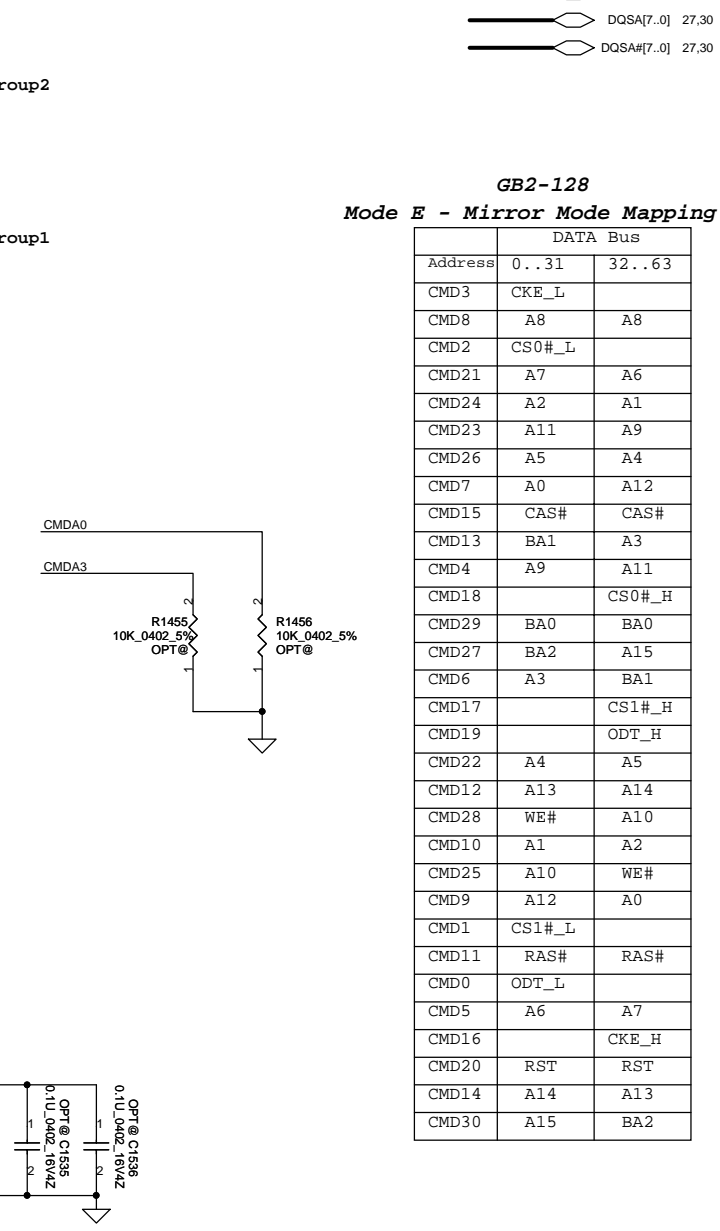 DQSA[7..0] 27,30
DQSA#[7..0] 27,30
roup2
GB2-128
Mode E - Mirror Mode Mapping
roup1
DATA Bus
Address 0..31 32..63
CMD3 CKE_L
CMD8 A8 A8
CMD2 CS0#_L
CMD21 A7 A6
CMD24 A2 A1
CMD23 A11 A9
CMD26 A5 A4
CMD7 A0 A12
CMD15 CAS# CAS#
CMD13 BA1 A3
CMD4 A9 A11
CMD18 CS0#_H
CMD29 BA0 BA0
CMD27 BA2 A15
CMD6 A3 BA1
CMD17 CS1#_H
CMD19 ODT_H
CMD22 A4 A5
CMD12 A13 A14
CMD28 WE# A10
CMD10 A1 A2
CMD25 A10 WE#
CMD9 A12 A0
CMD1 CS1#_L
CMD11 RAS# RAS#
CMD0 ODT_L
CMD5 A6 A7
CMD16 CKE_H
CMD20 RST RST
CMD14 A14 A13
CMD30 A15 BA2
CMDA0
CMDA3
2
R1455
10K_0402_5%
OPT@
1
2
R1456
10K_0402_5%
OPT@
1
1
2
OPT@ C1535
0.1U_0402_16V4Z
1
2
OPT@ C1536
0.1U_0402_16V4Z